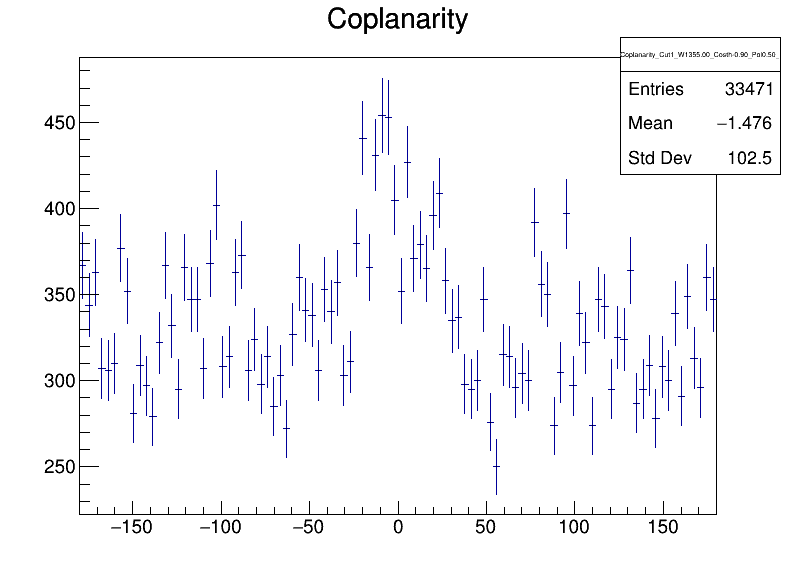 Coplanarity
Coplanarity_Cut1_W1355.00_Costh-0.90_Pol0.50_
Entries 33471
Mean −1.476
Std Dev 102.5
450
400
350
300
250
−150 −100 −50 0 50 100 150